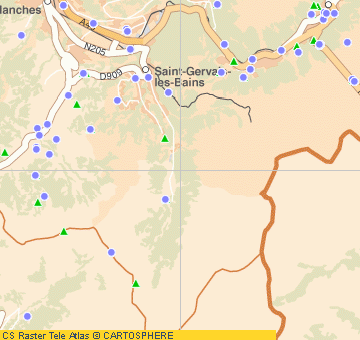 lanches
N205
D909
Saint-Gervais-
les-Bains
CS Raster Tele Atlas © CARTOSPHERE